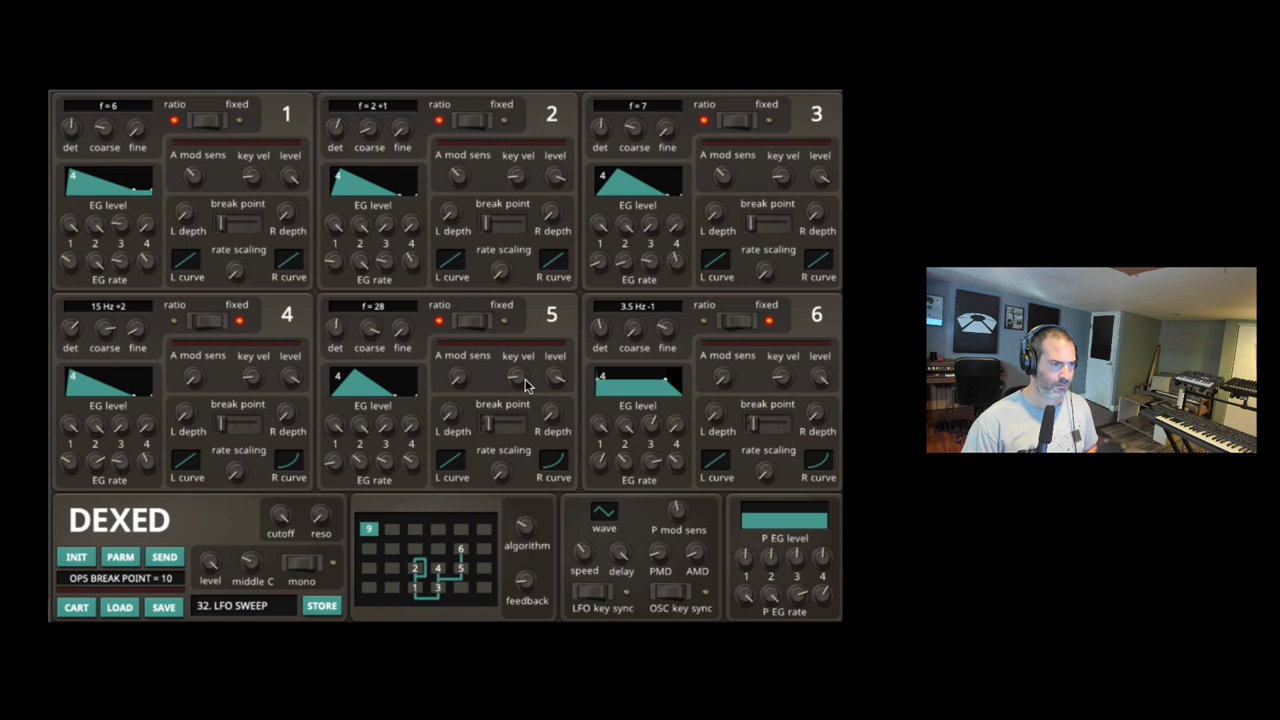 f = 6 ratio fixed 1
det coarse fine
A mod sens key vel level
4
EG level
break point
L depth R depth
1 2 3 4
rate scaling
L curve R curve
EG rate
f = 2 +1 ratio fixed 2
det coarse fine
A mod sens key vel level
4
EG level
break point
L depth R depth
1 2 3 4
rate scaling
L curve R curve
EG rate
f = 7 ratio fixed 3
det coarse fine
A mod sens key vel level
4
EG level
break point
L depth R depth
1 2 3 4
rate scaling
L curve R curve
EG rate
15 Hz +2 ratio fixed 4
det coarse fine
A mod sens key vel level
4
EG level
break point
L depth R depth
1 2 3 4
rate scaling
L curve R curve
EG rate
f = 28 ratio fixed 5
det coarse fine
A mod sens key vel level
4
EG level
break point
L depth R depth
1 2 3 4
rate scaling
L curve R curve
EG rate
3.5 Hz -1 ratio fixed 6
det coarse fine
A mod sens key vel level
4
EG level
break point
L depth R depth
1 2 3 4
rate scaling
L curve R curve
EG rate
DEXED
cutoff reso
INIT PARM SEND
OP5 BREAK POINT = 10
level middle C mono
CART LOAD SAVE 32. LFO SWEEP STORE
9
6
2 4 5
1 3
algorithm
feedback
wave P mod sens
speed delay PMD AMD
LFO key sync OSC key sync
P EG level
1 2 3 4
P EG rate